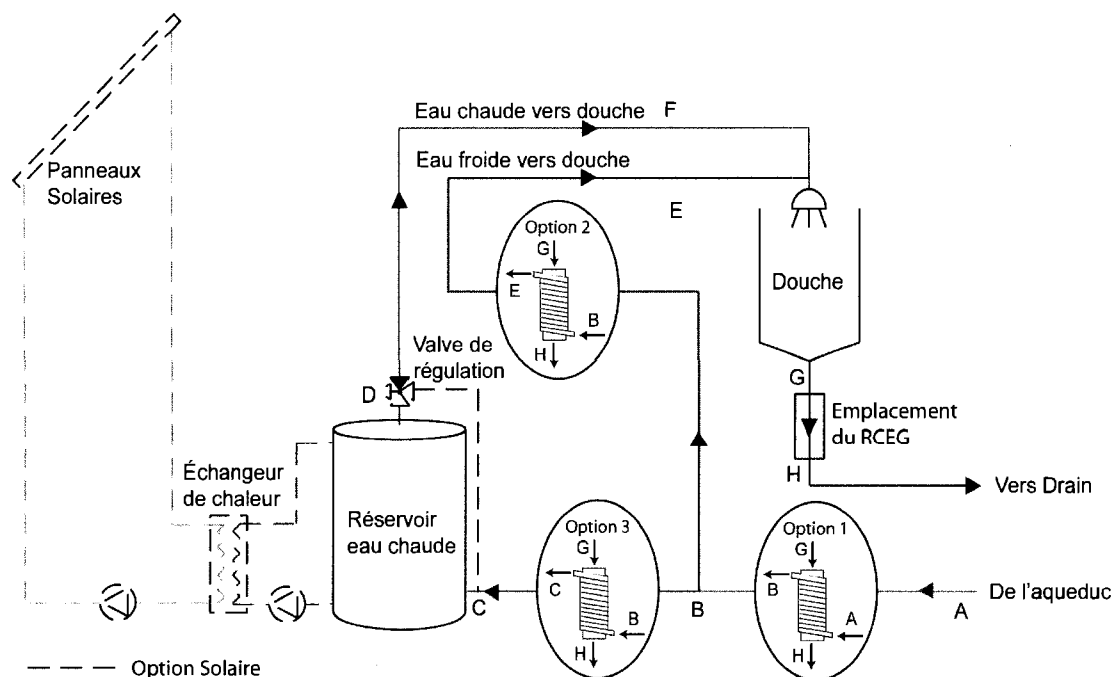 Eau chaude vers douche F
Eau froide vers douche
E
Panneaux
Solaires
Option 2
G
E
B
H
Douche
Valve de
régulation
D
G
Emplacement
du RCEG
H
Vers Drain
Échangeur
de chaleur
Réservoir
eau chaude
Option 3
G
C
B
H
Option 1
G
B
A
H
C
B
A
De l'aqueduc
Option Solaire